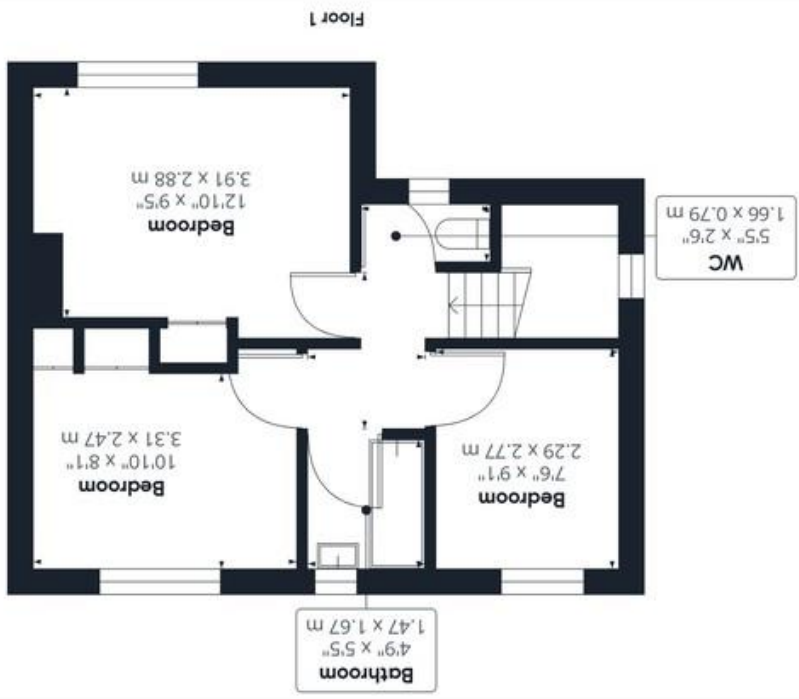 Bathroom
4'9" x 5'5"
1.47 x 1.67 m
Bedroom
7'6" x 9'1"
2.29 x 2.77 m
Bedroom
10'10" x 8'1"
3.31 x 2.47 m
WC
5'5" x 2'6"
1.66 x 0.79 m
Bedroom
12'10" x 9'5"
3.91 x 2.88 m
Floor 1